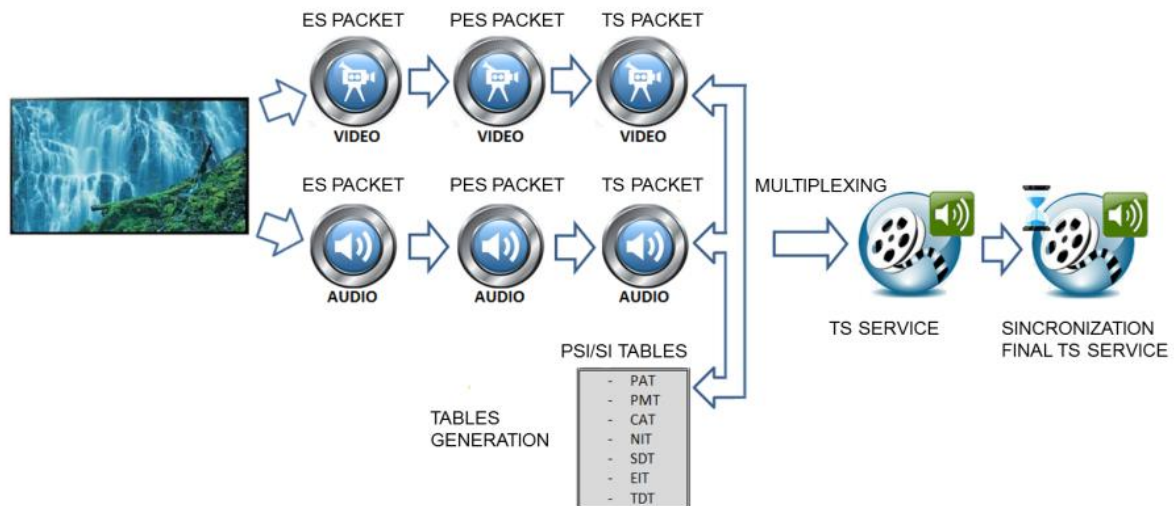 ES PACKET PES PACKET TS PACKET
VIDEO VIDEO VIDEO
ES PACKET PES PACKET TS PACKET
AUDIO AUDIO AUDIO
MULTIPLEXING
TS SERVICE
SINCRONIZATION
FINAL TS SERVICE
PSI/SI TABLES
TABLES
GENERATION
- PAT
- PMT
- CAT
- NIT
- SDT
- EIT
- TDT